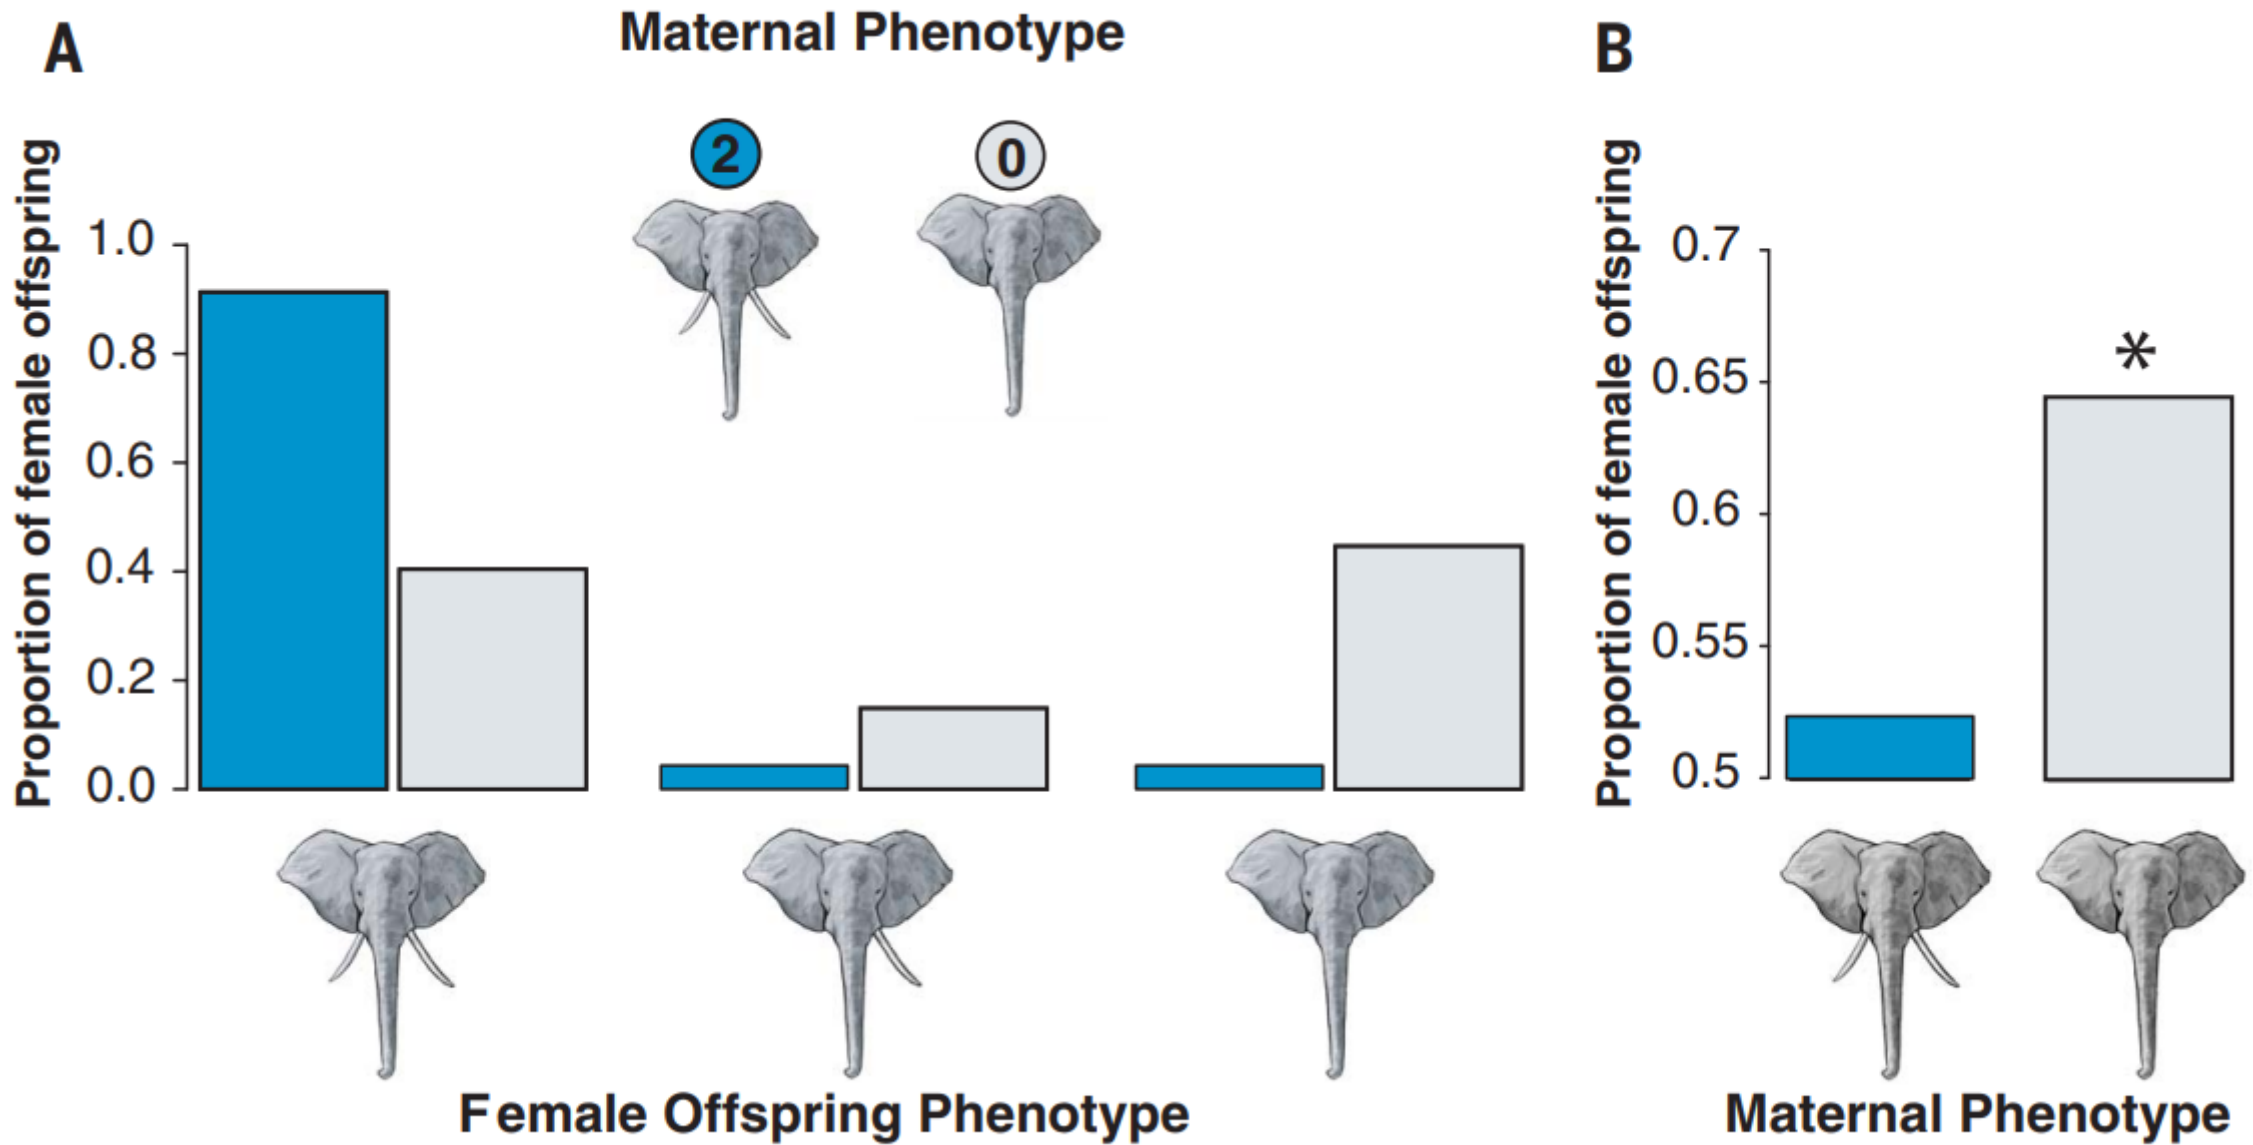 A
Maternal Phenotype
2
0
Proportion of female offspring
1.0
0.8
0.6
0.4
0.2
0.0
Female Offspring Phenotype
B
Proportion of female offspring
0.7
0.65
0.6
0.55
0.5
*
Maternal Phenotype